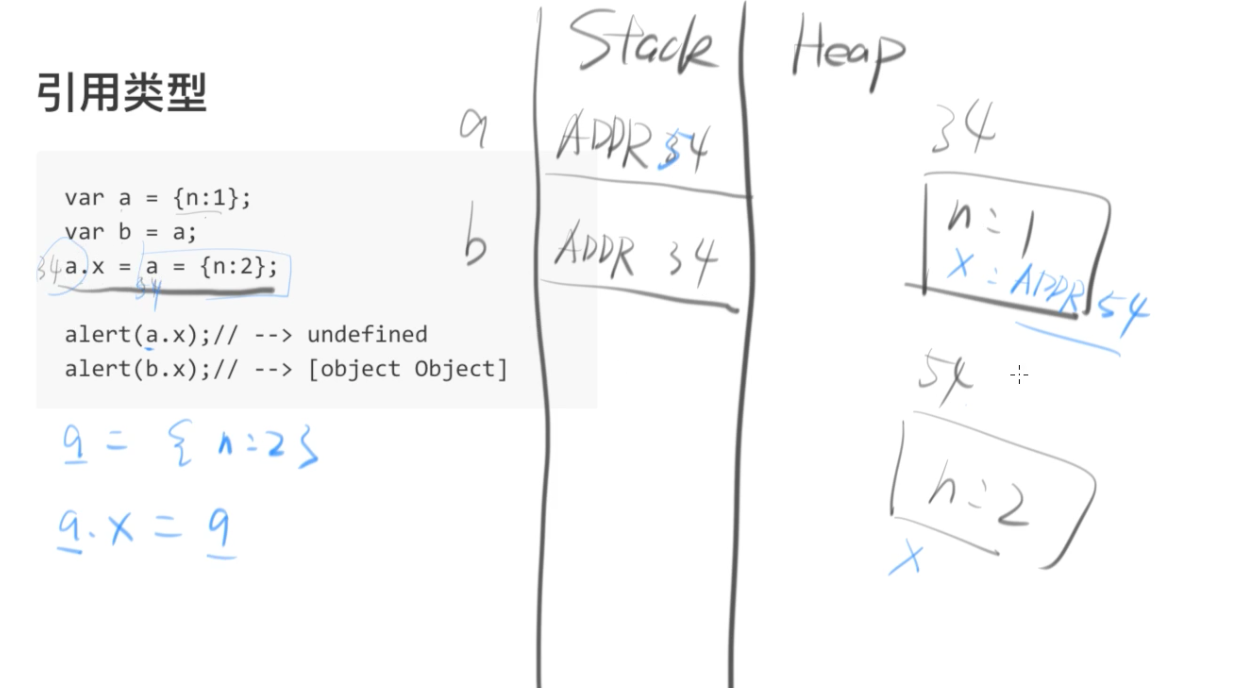 引用类型
var a = {n:1};
var b = a;
34 a.x = a = {n:2};
34
alert(a.x);// --> undefined
alert(b.x);// --> [object Object]
a = { n:2}
a.x = a
Stack
a ADDR 54
b ADDR 34
Heap
34
n: 1
x: ADDR 54
54
n:2
x